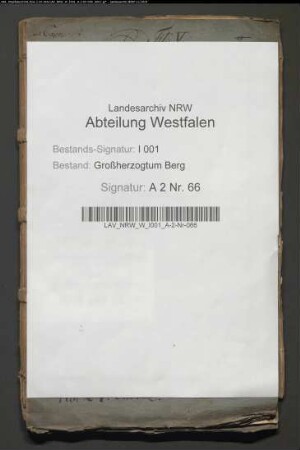 Landesarchiv NRW
Abteilung Westfalen
Bestands-Signatur: I 001
Bestand: Großherzogtum Berg
Signatur: A 2 Nr. 66
LAV_NRW_W_I001_A-2-Nr-066